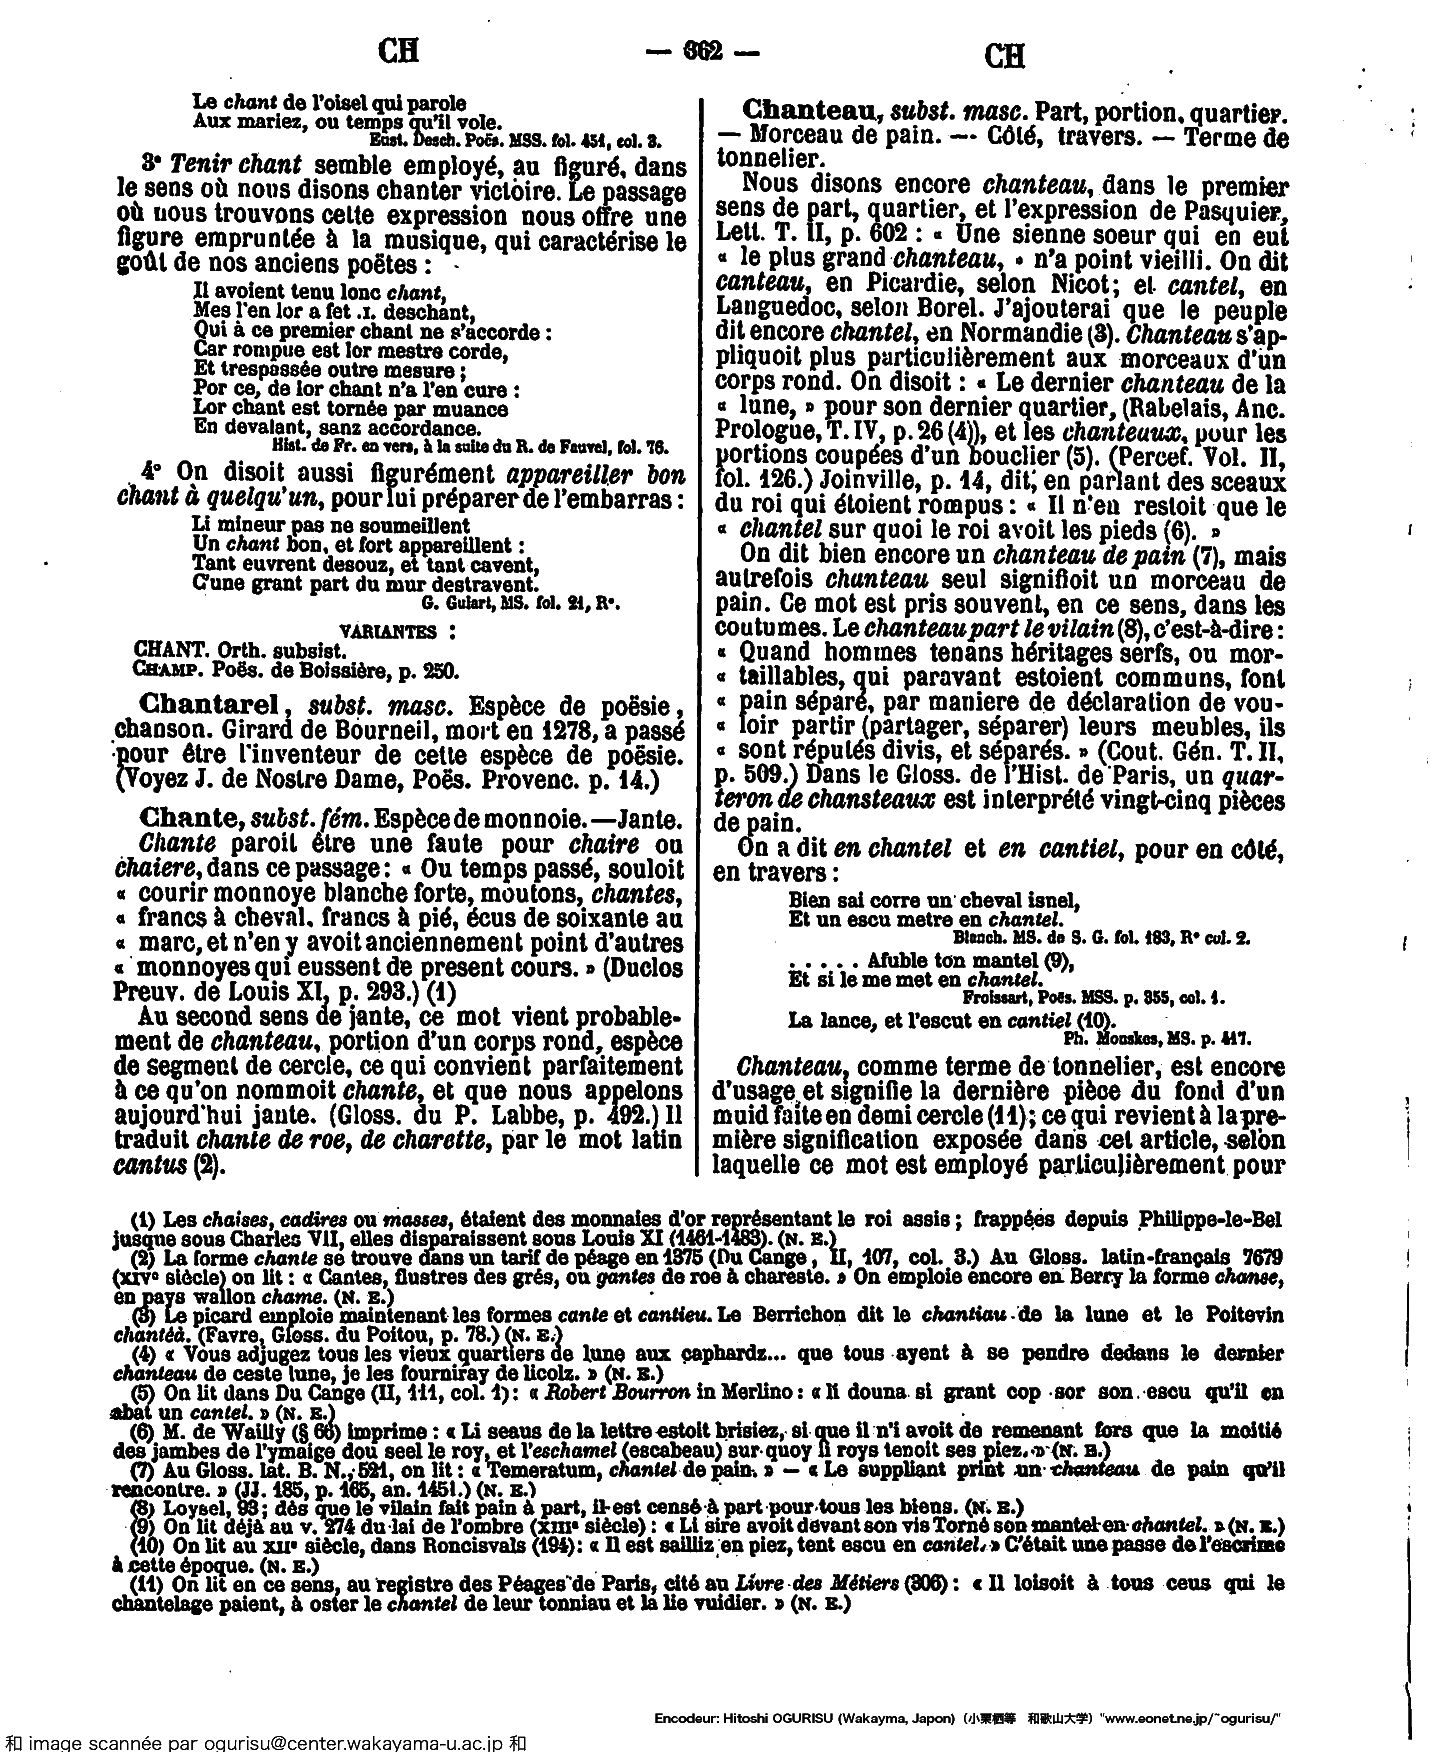 CH
— 362 —
CH
Le chant de l'oisel qui parole
Aux mariez, ou temps qu'il vole.
Eust. Desch. Poës. MSS. fol. 451, col. 3.
3° Tenir chant semble employé, au figuré, dans
le sens où nous disons chanter victoire. Le passage
où nous trouvons cette expression nous offre une
figure empruntée à la musique, qui caractérise le
goût de nos anciens poëtes :
Il avoient tenu lonc chant,
Mes l'en lor a fet .I. deschant,
Qui à ce premier chant ne s'accorde :
Car rompue est lor mestre corde,
Et trespassée outre mesure ;
Por ce, de lor chant n'a l'en cure :
Lor chant est tornée par muance
En devalant, sanz accordance.
Hist. de Fr. en vers, à la suite du R. de Fauvel, fol. 76.
4° On disoit aussi figurément appareiller bon
chant à quelqu'un, pour lui préparer de l'embarras :
Li mineur pas ne soumeillent
Un chant bon, et fort appareillent :
Tant euvrent desouz, et tant cavent,
C'une grant part du mur destravent.
G. Guiart, MS. fol. 21, R°.
VARIANTES :
CHANT. Orth. subsist.
CHAMP. Poës. de Boissière, p. 250.
Chantarel, subst. masc. Espèce de poësie,
chanson. Girard de Bourneil, mort en 1278, a passé
pour être l'inventeur de cette espèce de poësie.
(Voyez J. de Nostre Dame, Poës. Provenc. p. 14.)
Chante, subst. fém. Espèce de monnoie. — Jante.
Chante paroit être une faute pour chaire ou
chaiere, dans ce passage : « Ou temps passé, souloit
« courir monnoye blanche forte, moutons, chantes,
« francs à cheval, francs à pié, écus de soixante au
« marc, et n'en y avoit anciennement point d'autres
« monnoyes qui eussent de present cours. » (Duclos
Preuv. de Louis XI, p. 293.) (1)
Au second sens de jante, ce mot vient probable-
ment de chanteau, portion d'un corps rond, espèce
de segment de cercle, ce qui convient parfaitement
à ce qu'on nommoit chante, et que nous appelons
aujourd'hui jante. (Gloss. du P. Labbe, p. 492.) Il
traduit chante de roe, de charette, par le mot latin
cantus (2).
Chanteau, subst. masc. Part, portion, quartier.
— Morceau de pain. — Côté, travers. — Terme de
tonnelier.
Nous disons encore chanteau, dans le premier
sens de part, quartier, et l'expression de Pasquier,
Lett. T. II, p. 602 : « Une sienne soeur qui en eut
« le plus grand chanteau, » n'a point vieilli. On dit
canteau, en Picardie, selon Nicot; et cantel, en
Languedoc, selon Borel. J'ajouterai que le peuple
dit encore chantel, en Normandie (3). Chanteau s'ap-
pliquoit plus particulièrement aux morceaux d'un
corps rond. On disoit : « Le dernier chanteau de la
« lune, » pour son dernier quartier, (Rabelais, Anc.
Prologue, T. IV, p. 26 (4)), et les chanteaux, pour les
portions coupées d'un bouclier (5). (Percef. Vol. II,
fol. 126.) Joinville, p. 14, dit, en parlant des sceaux
du roi qui étoient rompus : « Il n'en restoit que le
« chantel sur quoi le roi avoit les pieds (6). »
On dit bien encore un chanteau de pain (7), mais
autrefois chanteau seul signifioit un morceau de
pain. Ce mot est pris souvent, en ce sens, dans les
coutumes. Le chanteau part le vilain (8), c'est-à-dire :
« Quand hommes tenans héritages serfs, ou mor-
« taillables, qui paravant estoient communs, font
« pain séparé, par maniere de déclaration de vou-
« loir partir (partager, séparer) leurs meubles, ils
« sont réputés divis, et séparés. » (Cout. Gén. T. II,
p. 509.) Dans le Gloss. de l'Hist. de Paris, un quar-
teron de chansteaux est interprété vingt-cinq pièces
de pain.
On a dit en chantel et en cantiel, pour en côté,
en travers :
Bien sai corre un cheval isnel,
Et un escu metre en chantel.
Blanch. MS. de S. G. fol. 183, R° col. 2.
. . . . . Afuble ton mantel (9),
Et si le me met en chantel.
Froissart, Poës. MSS. p. 355, col. 1.
La lance, et l'escut en cantiel (10).
Ph. Mouskes, MS. p. 417.
Chanteau, comme terme de tonnelier, est encore
d'usage et signifie la dernière pièce du fond d'un
muid faite en demi cercle (11); ce qui revient à la pre-
mière signification exposée dans cet article, selon
laquelle ce mot est employé particulièrement pour
(1) Les chaises, cadires ou masses, étaient des monnaies d'or représentant le roi assis ; frappées depuis Philippe-le-Bel
jusque sous Charles VII, elles disparaissent sous Louis XI (1461-1483). (N. E.)
(2) La forme chante se trouve dans un tarif de péage en 1375 (Du Cange, II, 107, col. 3.) Au Gloss. latin-français 7679
(XIVe siècle) on lit : « Cantes, flustres des grés, ou gantes de roe à chareste. » On emploie encore en Berry la forme chanse,
en pays wallon chame. (N. E.)
(3) Le picard emploie maintenant les formes cante et cantieu. Le Berrichon dit le chantiau de la lune et le Poitevin
chantéà. (Favre, Gloss. du Poitou, p. 78.) (N. E.)
(4) « Vous adjugez tous les vieux quartiers de lune aux caphardz... que tous ayent à se pendre dedans le dernier
chanteau de ceste lune, je les fourniray de licolz. » (N. E.)
(5) On lit dans Du Cange (II, 111, col. 1) : « Robert Bourron in Merlino : « li douna si grant cop sor son escu qu'il en
abat un cantel. » (N. E.)
(6) M. de Wailly (§ 66) imprime : « Li seaus de la lettre estoit brisiez, si que il n'i avoit de remenant fors que la moitié
des jambes de l'ymaige dou seel le roy, et l'eschamel (escabeau) sur quoy li roys tenoit ses piez. » (N. E.)
(7) Au Gloss. lat. B. N., 521, on lit : « Temeratum, chantel de pain. » — « Le suppliant print un chanteau de pain qu'il
rencontre. » (JJ. 185, p. 165, an. 1451.) (N. E.)
(8) Loysel, 93 ; dès que le vilain fait pain à part, il est censé à part pour tous les biens. (N. E.)
(9) On lit déjà au v. 274 du lai de l'ombre (XIIIe siècle) : « Li sire avoit devant son vis Torné son mantel en chantel. » (N. E.)
(10) On lit au XIIe siècle, dans Roncisvals (194) : « Il est sailliz en piez, tent escu en cantel. » C'était une passe de l'escrime
à cette époque. (N. E.)
(11) On lit en ce sens, au registre des Péages de Paris, cité au Livre des Métiers (306) : « Il loisoit à tous ceus qui le
chantelage paient, à oster le chantel de leur tonniau et la lie vuidier. » (N. E.)
Encodeur: Hitoshi OGURISU (Wakayma, Japon) (小栗栖等 和歌山大学) "www.eonet.ne.jp/~ogurisu/"
和 image scannée par ogurisu@center.wakayama-u.ac.jp 和